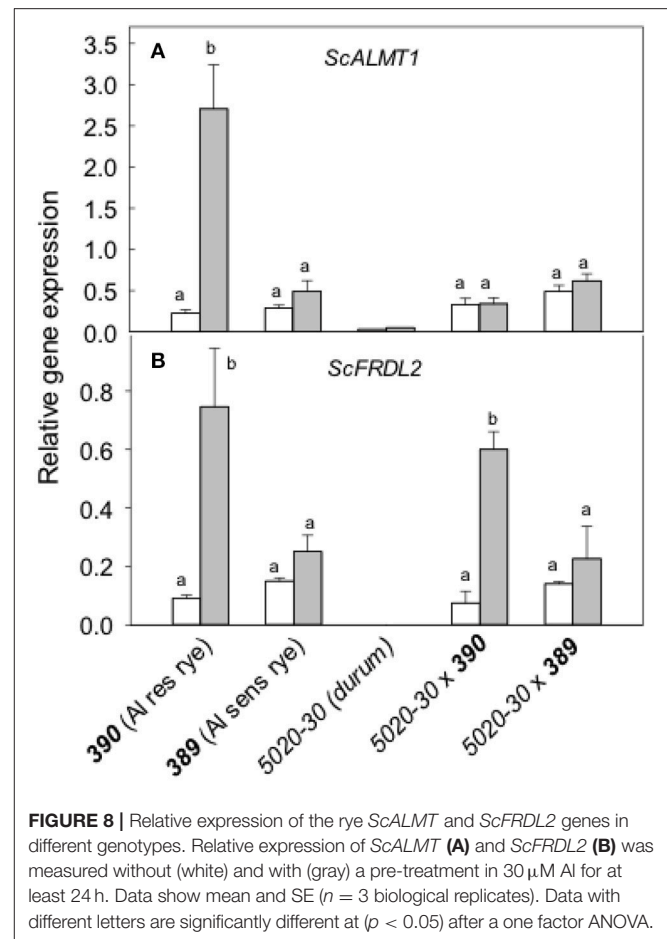 A
ScALMT1
3.5
3.0
2.5
2.0
1.5
1.0
0.5
0.0
b
a
a a
a a
a a
Relative gene expression
B
ScFRDL2
0.8
0.6
0.4
0.2
0.0
a
b
a
a
a
b
a
a
390 (Al res rye)
389 (Al sens rye)
5020-30 (durum)
5020-30 x 390
5020-30 x 389
FIGURE 8 | Relative expression of the rye ScALMT and ScFRDL2 genes in
different genotypes. Relative expression of ScALMT (A) and ScFRDL2 (B) was
measured without (white) and with (gray) a pre-treatment in 30 µM Al for at
least 24 h. Data show mean and SE (n = 3 biological replicates). Data with
different letters are significantly different at (p < 0.05) after a one factor ANOVA.